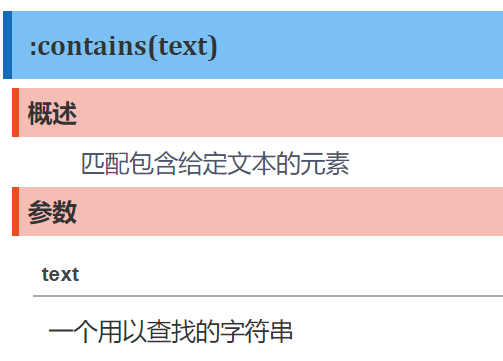 :contains(text)
概述
匹配包含给定文本的元素
参数
text
一个用以查找的字符串